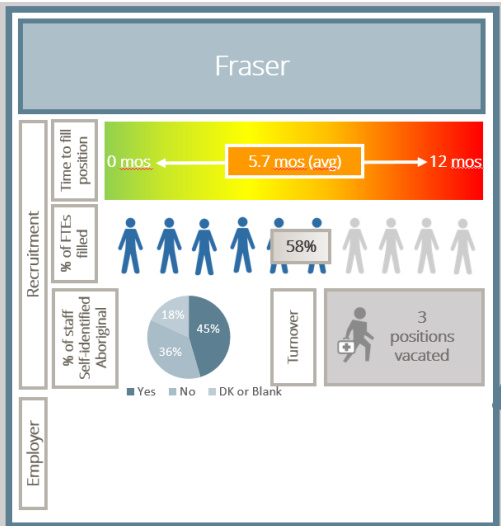 Fraser
Recruitment
Time to fill
position
0 mos
5.7 mos (avg)
12 mos
% of FTEs
filled
58%
% of staff
Self-identified
Aboriginal
18%
45%
36%
Yes
No
DK or Blank
Turnover
3
positions
vacated
Employer